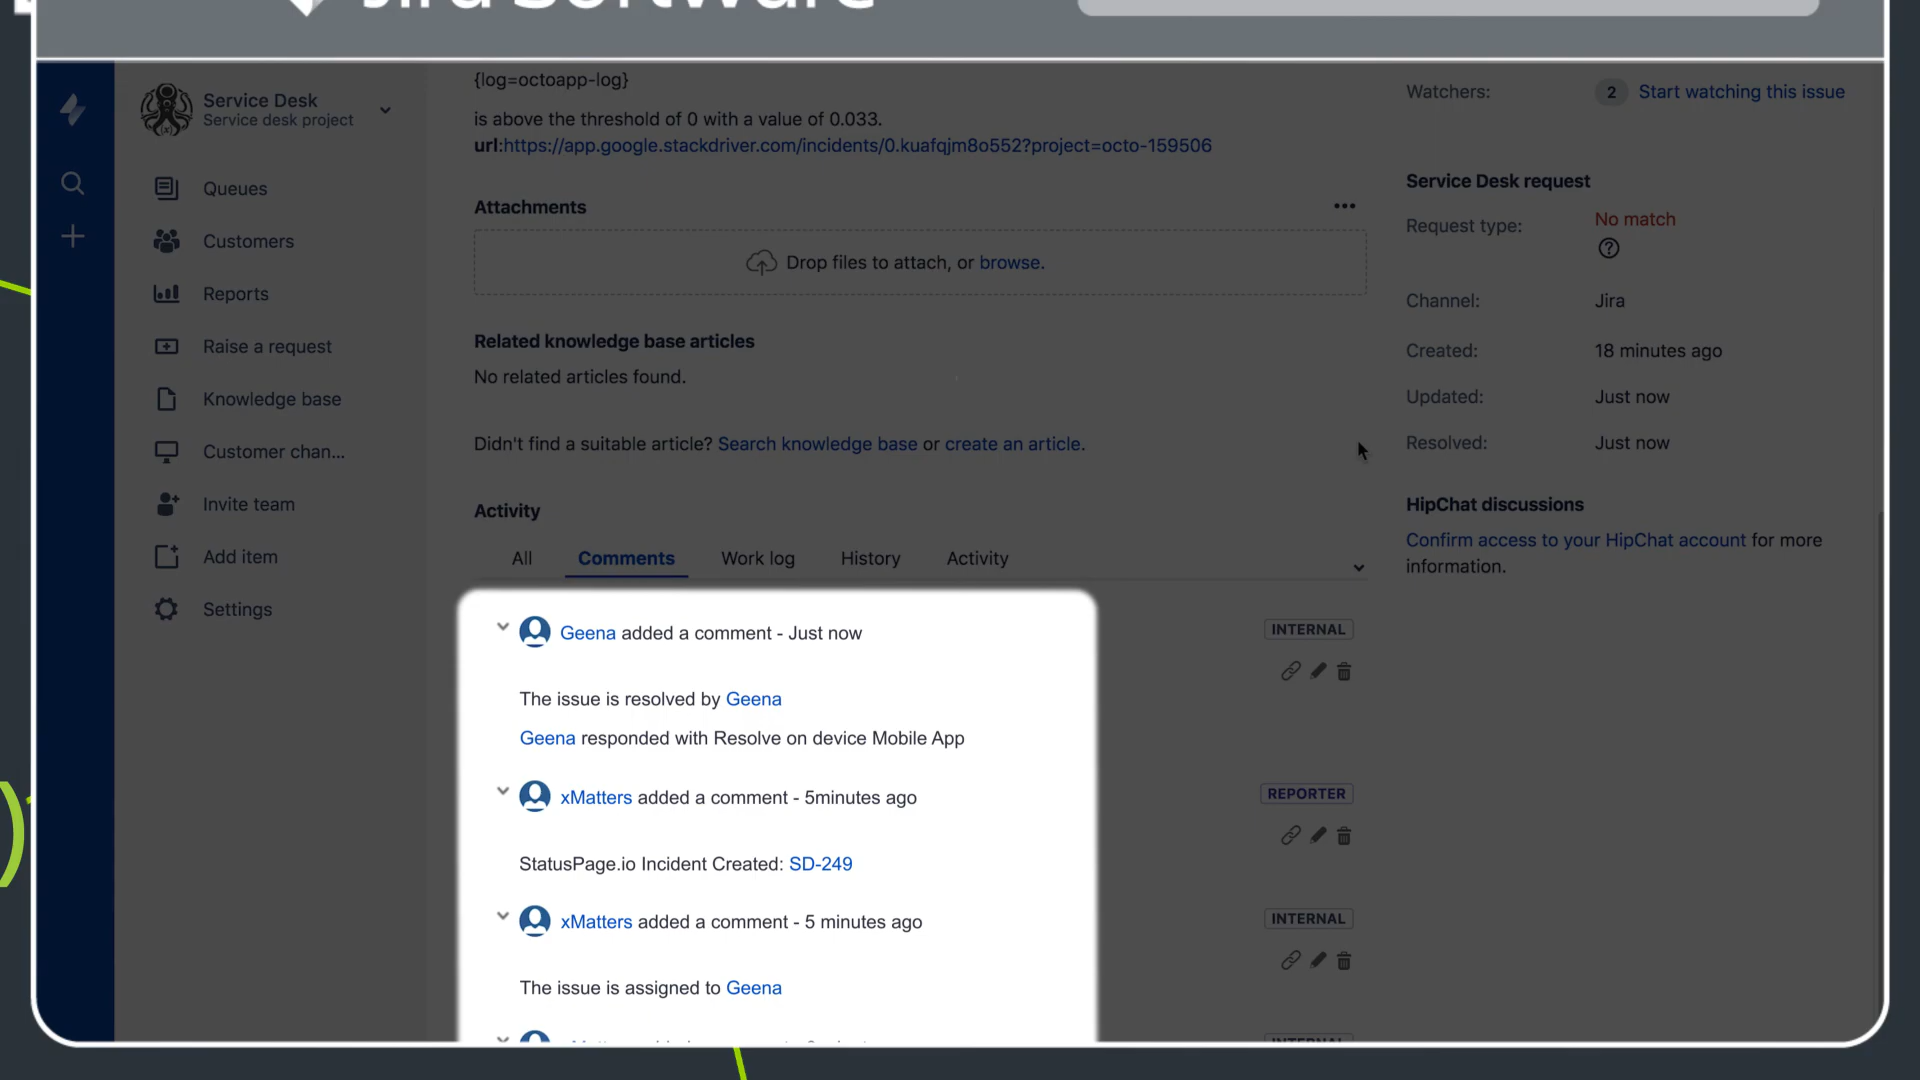 Jira Software
Service Desk
Service desk project
Queues
Customers
Reports
Raise a request
Knowledge base
Customer chan...
Invite team
Add item
Settings
{log=octoapp-log}
is above the threshold of 0 with a value of 0.033.
url:https://app.google.stackdriver.com/incidents/0.kuafqjm8o552?project=octo-159506
Attachments
Drop files to attach, or browse.
Related knowledge base articles
No related articles found.
Didn't find a suitable article? Search knowledge base or create an article.
Activity
All Comments Work log History Activity
Geena added a comment - Just now
INTERNAL
The issue is resolved by Geena
Geena responded with Resolve on device Mobile App
xMatters added a comment - 5minutes ago
REPORTER
StatusPage.io Incident Created: SD-249
xMatters added a comment - 5 minutes ago
INTERNAL
The issue is assigned to Geena
INTERNAL
Watchers: 2 Start watching this issue
Service Desk request
Request type: No match
Channel: Jira
Created: 18 minutes ago
Updated: Just now
Resolved: Just now
HipChat discussions
Confirm access to your HipChat account for more
information.